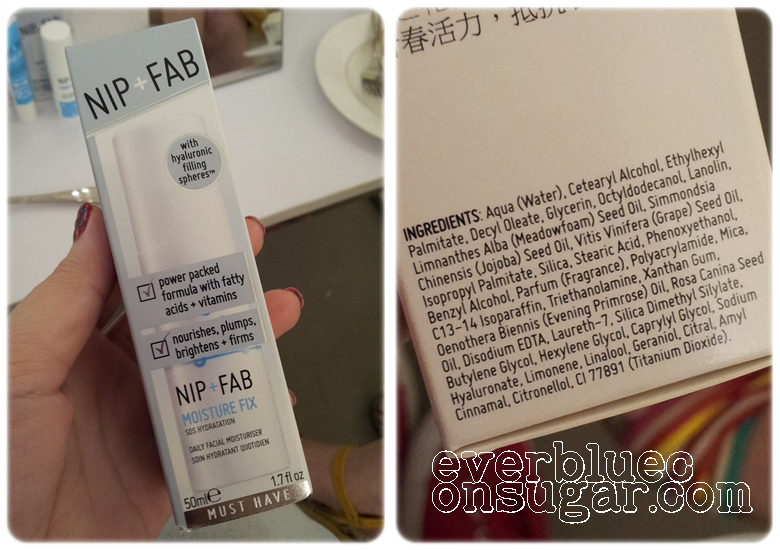 NIP+FAB
with
hyaluronic
filling
spheres™
power packed
formula with fatty
acids + vitamins
nourishes, plumps,
brightens + firms
NIP+FAB
MOISTURE FIX
SOS HYDRATION
DAILY FACIAL MOISTURISER
SOIN HYDRATANT QUOTIDIEN
50ml e 1.7 fl oz
MUST HAVE
春活力，抵抗
INGREDIENTS: Aqua (Water), Cetearyl Alcohol, Ethylhexyl
Palmitate, Decyl Oleate, Glycerin, Octyldodecanol, Lanolin,
Limnanthes Alba (Meadowfoam) Seed Oil, Simmondsia
Chinensis (Jojoba) Seed Oil, Vitis Vinifera (Grape) Seed Oil,
Isopropyl Palmitate, Silica, Stearic Acid, Phenoxyethanol,
Benzyl Alcohol, Parfum (Fragrance), Polyacrylamide, Mica,
C13-14 Isoparaffin, Triethanolamine, Xanthan Gum,
Oenothera Biennis (Evening Primrose) Oil, Rosa Canina Seed
Oil, Disodium EDTA, Laureth-7, Silica Dimethyl Silylate,
Butylene Glycol, Hexylene Glycol, Caprylyl Glycol, Sodium
Hyaluronate, Limonene, Linalool, Geraniol, Citral, Amyl
Cinnamal, Citronellol, CI 77891 (Titanium Dioxide).
everbluec
onsugar.com